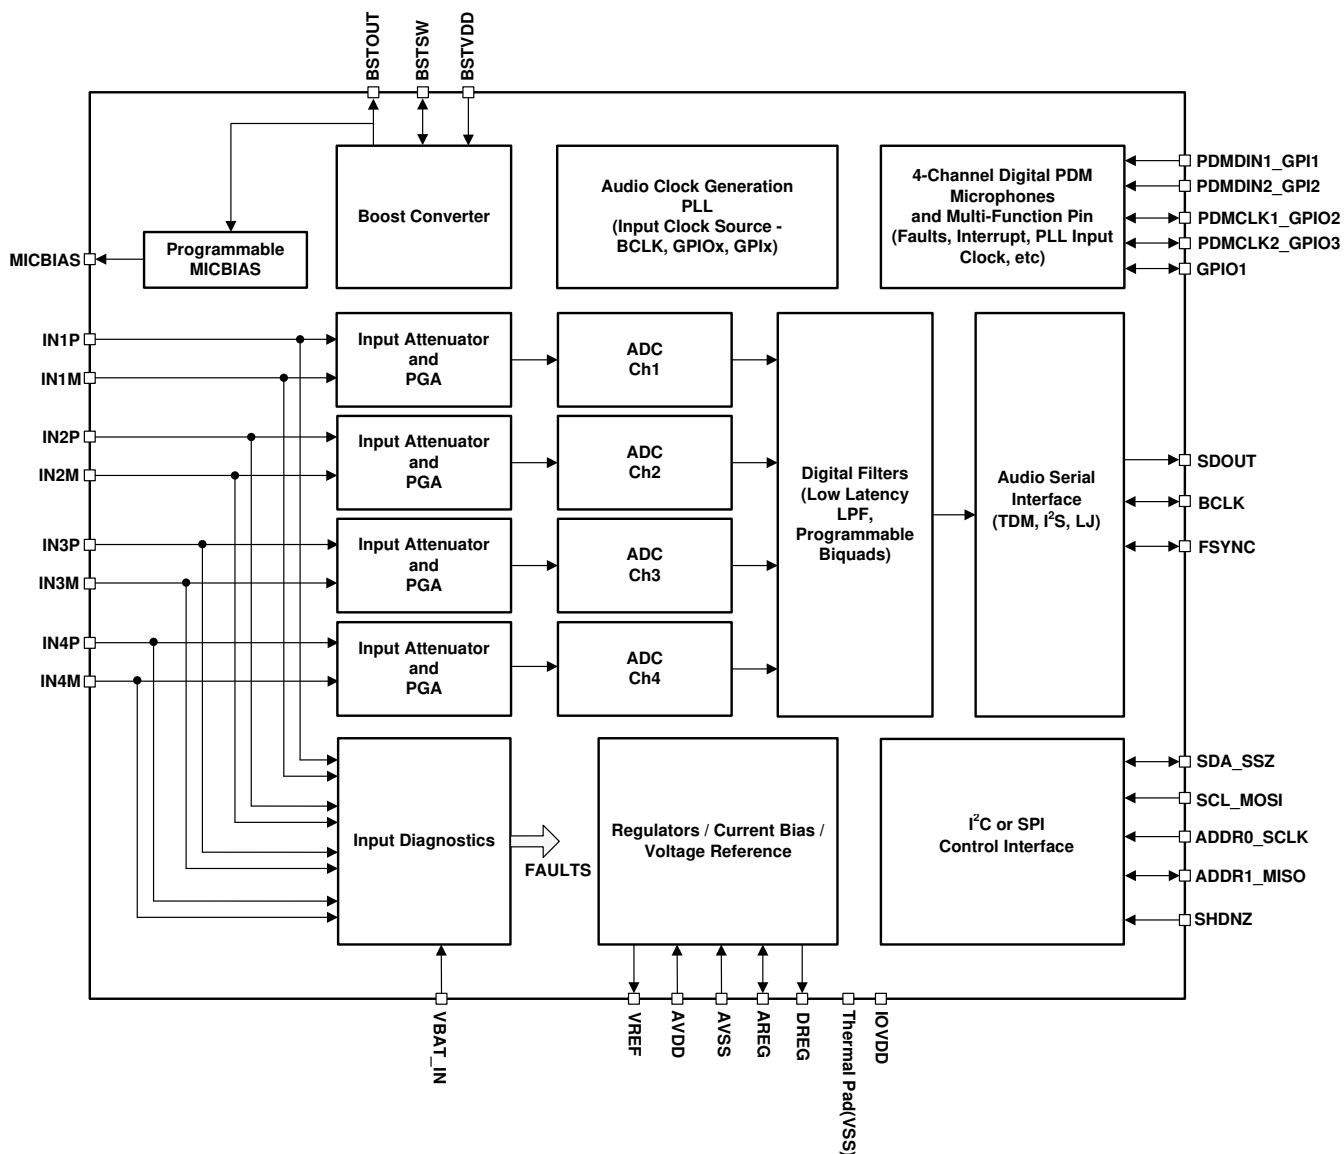 BSTOUT
BSTSW
BSTVDD
Boost Converter
Audio Clock Generation
PLL
(Input Clock Source -
BCLK, GPIOx, GPIx)
4-Channel Digital PDM
Microphones
and Multi-Function Pin
(Faults, Interrupt, PLL Input
Clock, etc)
PDMDIN1_GPI1
PDMDIN2_GPI2
PDMCLK1_GPIO2
PDMCLK2_GPIO3
GPIO1
MICBIAS
Programmable
MICBIAS
IN1P
IN1M
IN2P
IN2M
IN3P
IN3M
IN4P
IN4M
Input Attenuator
and
PGA
ADC
Ch1
Input Attenuator
and
PGA
ADC
Ch2
Input Attenuator
and
PGA
ADC
Ch3
Input Attenuator
and
PGA
ADC
Ch4
Digital Filters
(Low Latency
LPF,
Programmable
Biquads)
Audio Serial
Interface
(TDM, I²S, LJ)
SDOUT
BCLK
FSYNC
Input Diagnostics
FAULTS
Regulators / Current Bias /
Voltage Reference
I²C or SPI
Control Interface
SDA_SSZ
SCL_MOSI
ADDR0_SCLK
ADDR1_MISO
SHDNZ
VBAT_IN
VREF
AVDD
AVSS
AREG
DREG
Thermal Pad(VSS)
IOVDD